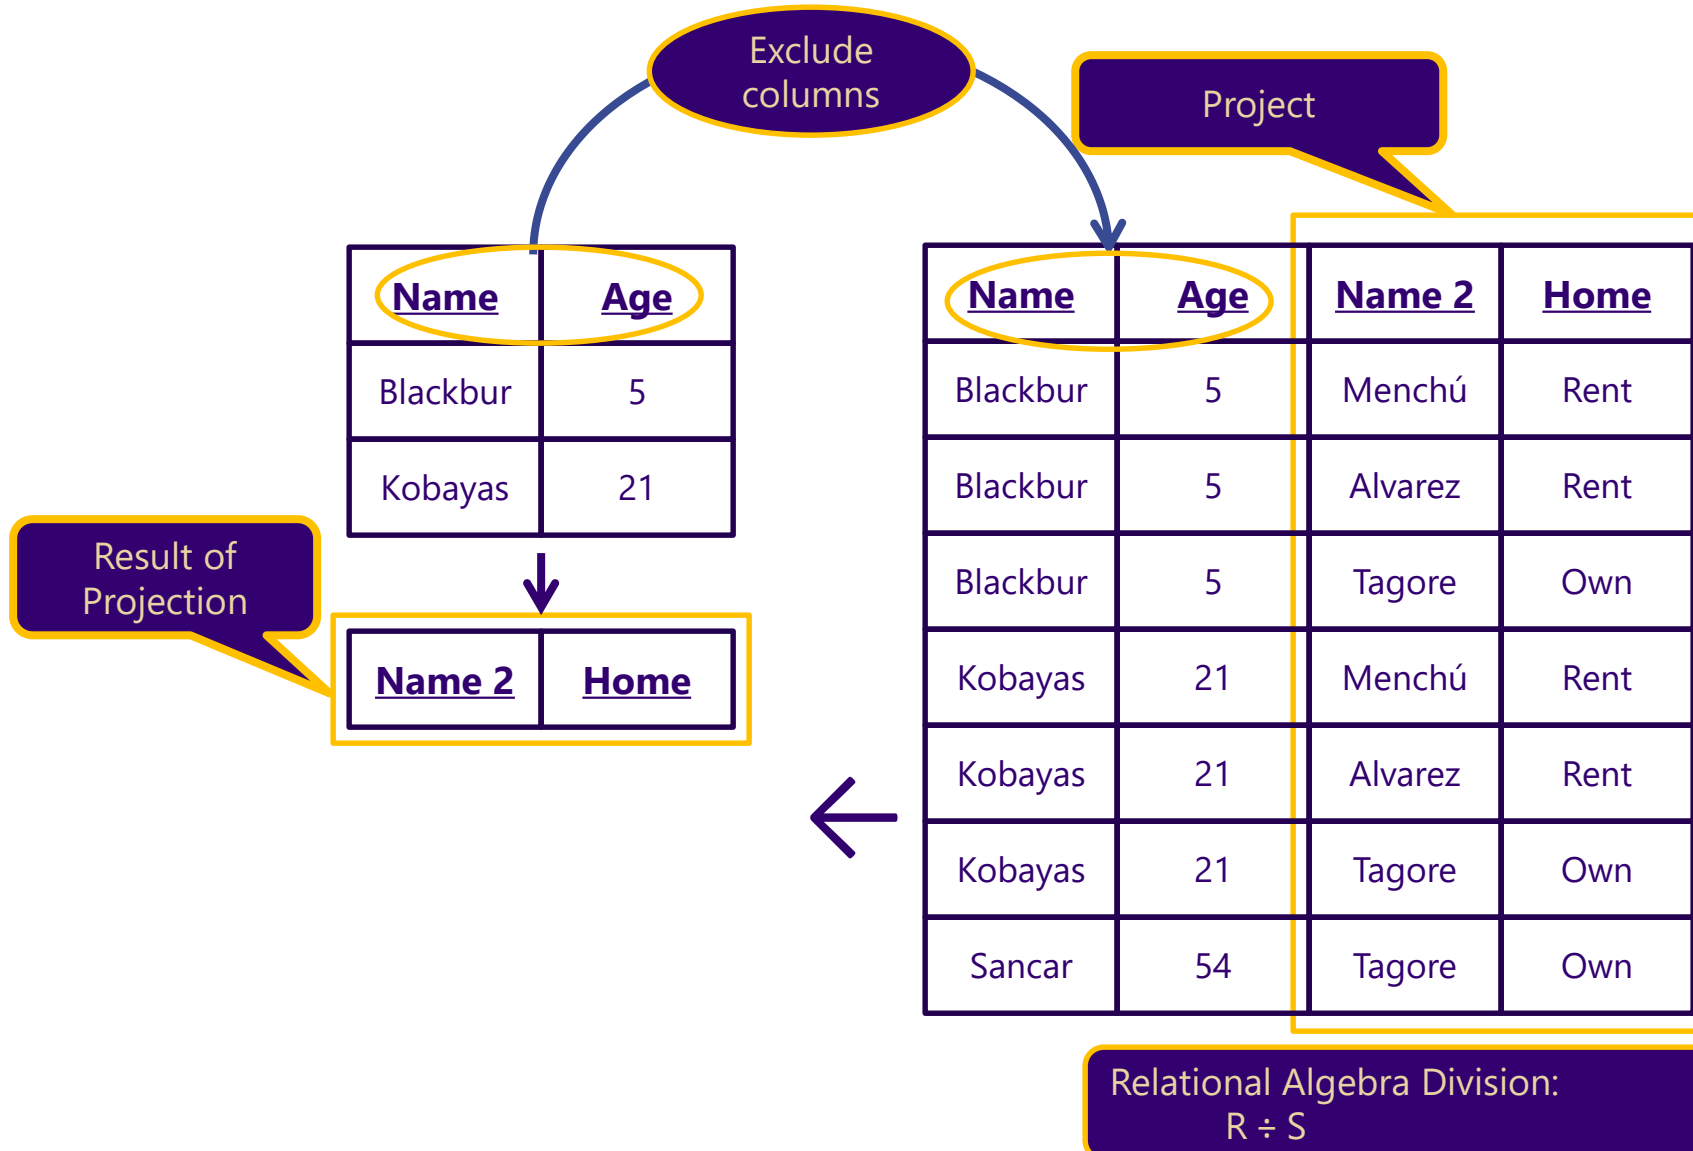 Exclude
columns
Project
Name Age
Blackbur 5
Kobayas 21
Result of
Projection
Name 2 Home
Name Age Name 2 Home
Blackbur 5 Menchú Rent
Blackbur 5 Alvarez Rent
Blackbur 5 Tagore Own
Kobayas 21 Menchú Rent
Kobayas 21 Alvarez Rent
Kobayas 21 Tagore Own
Sancar 54 Tagore Own
Relational Algebra Division:
R ÷ S